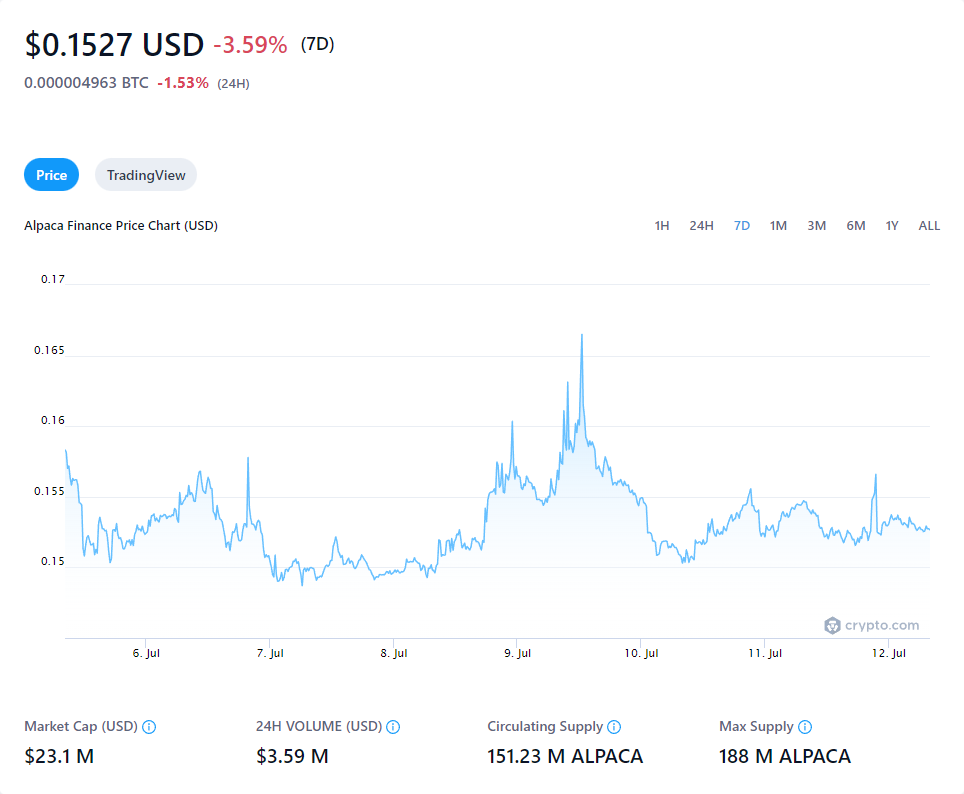 $0.1527 USD -3.59% (7D)
0.000004963 BTC -1.53% (24H)
Price TradingView
Alpaca Finance Price Chart (USD) 1H 24H 7D 1M 3M 6M 1Y ALL
0.17
0.165
0.16
0.155
0.15
crypto.com
6. Jul 7. Jul 8. Jul 9. Jul 10. Jul 11. Jul 12. Jul
Market Cap (USD) 24H VOLUME (USD) Circulating Supply Max Supply
$23.1 M $3.59 M 151.23 M ALPACA 188 M ALPACA